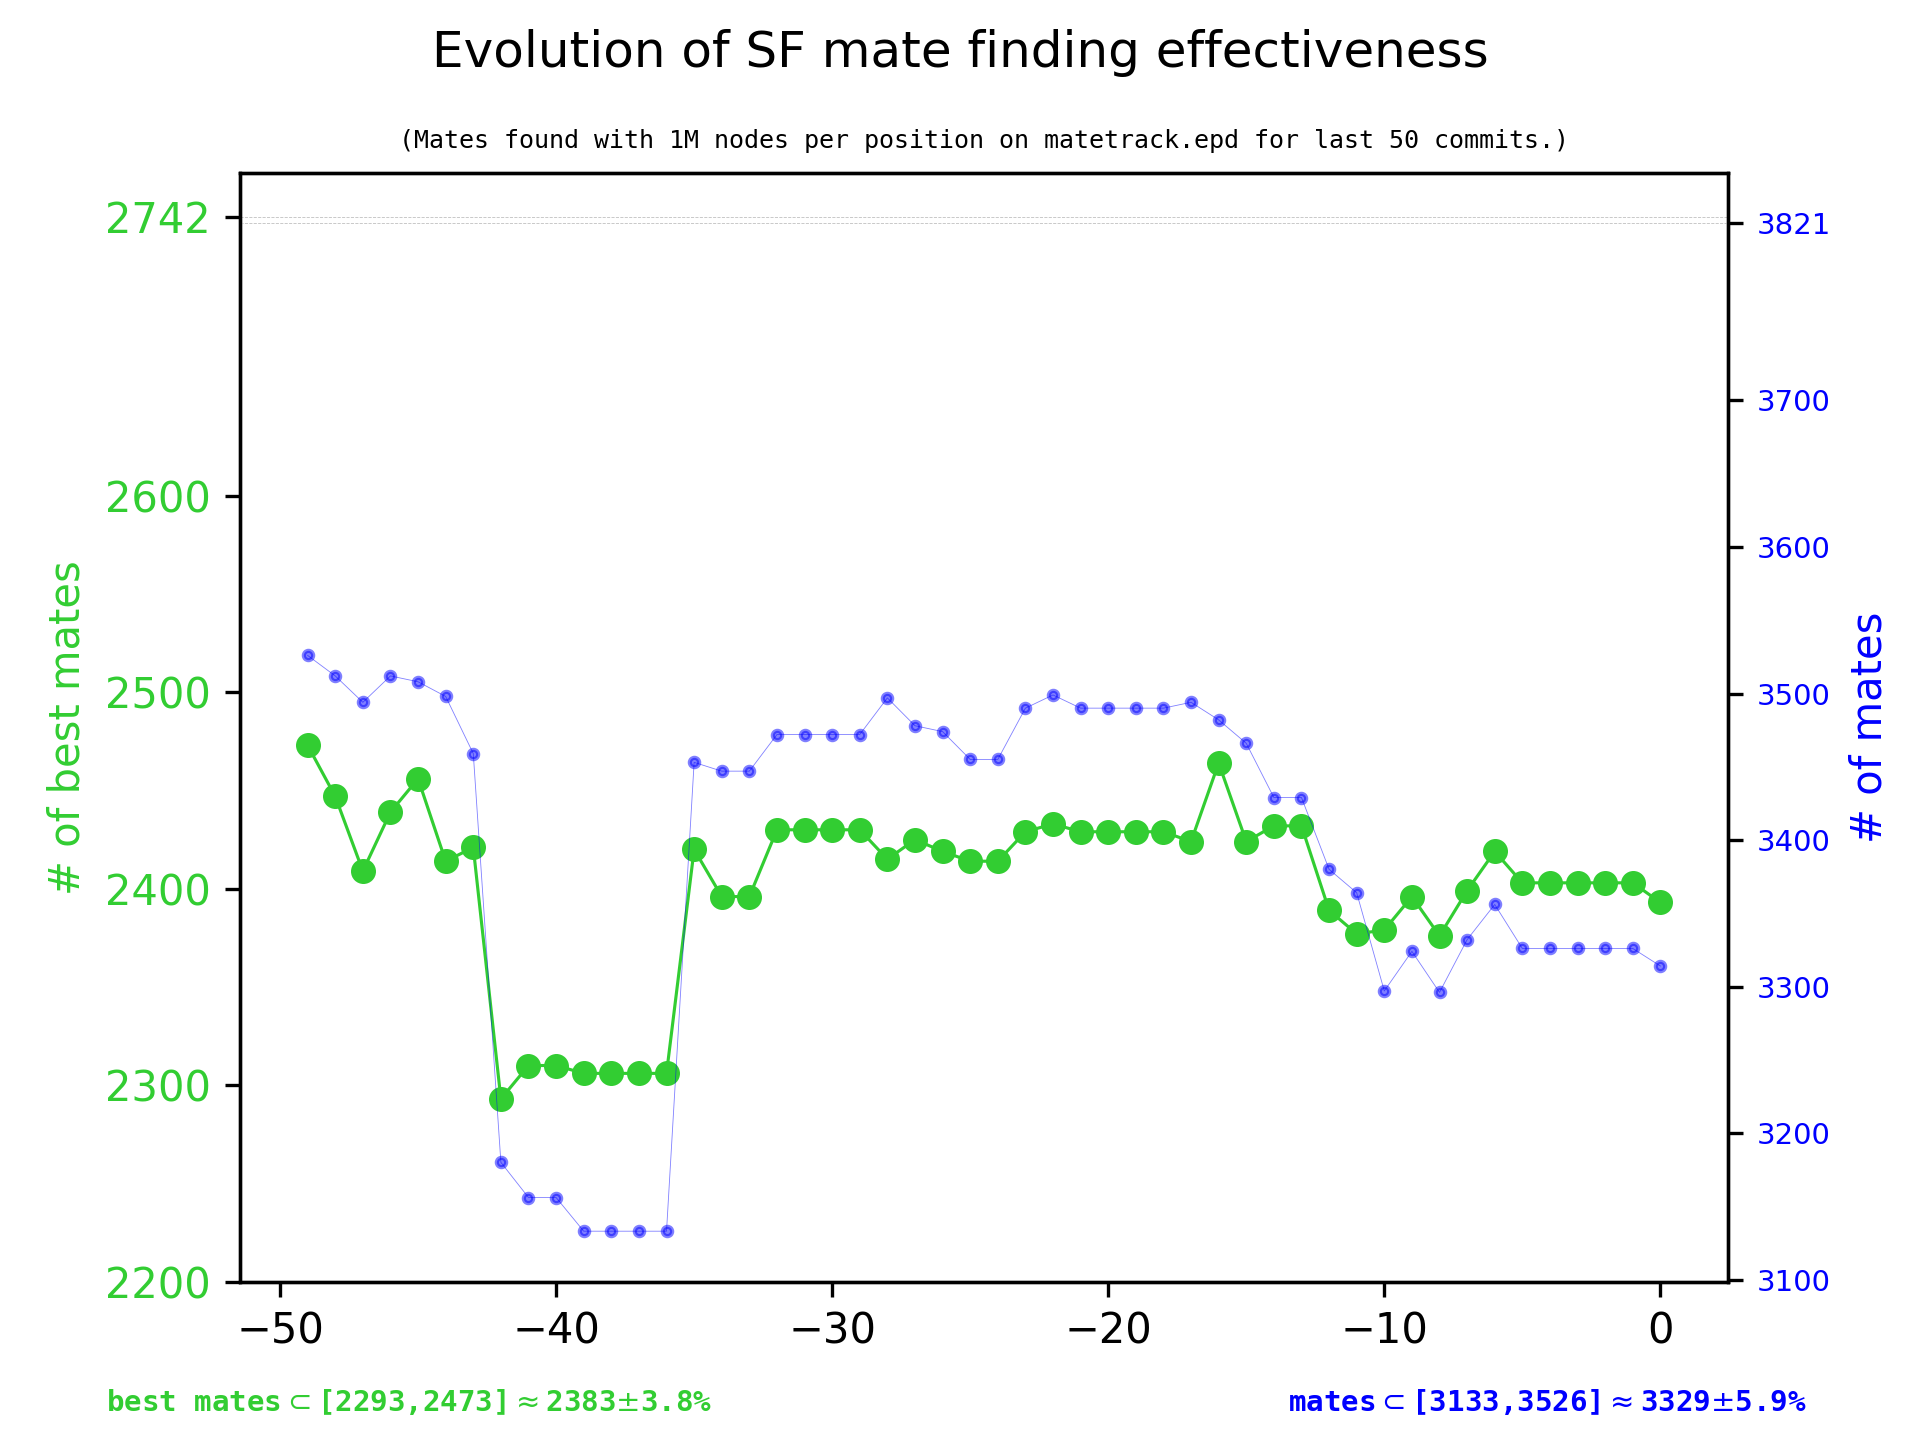 Evolution of SF mate finding effectiveness
(Mates found with 1M nodes per position on matetrack.epd for last 50 commits.)
# of best mates
2742
2600
2500
2400
2300
2200
3821
3700
3600
3500
3400
3300
3200
3100
# of mates
−50 −40 −30 −20 −10 0
best mates ⊂ [2293,2473] ≈ 2383±3.8%
mates ⊂ [3133,3526] ≈ 3329±5.9%